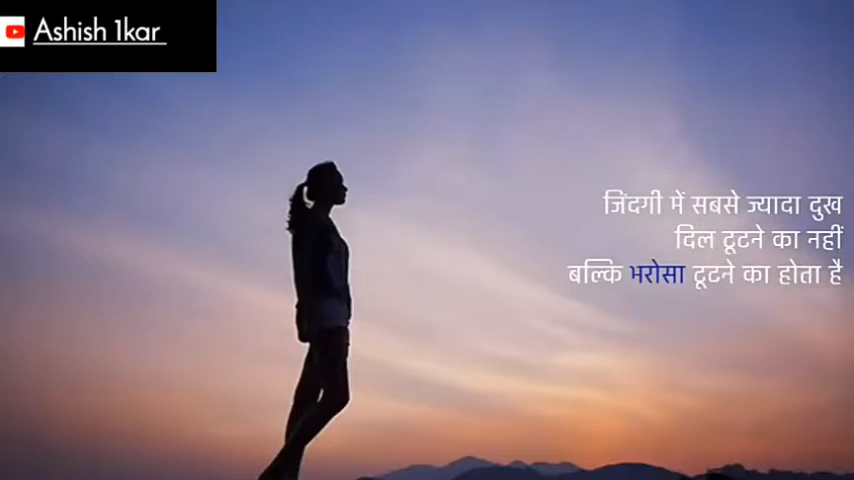 Ashish 1kar
जिंदगी में सबसे ज्यादा दुख
दिल टूटने का नहीं
बल्कि भरोसा टूटने का होता है